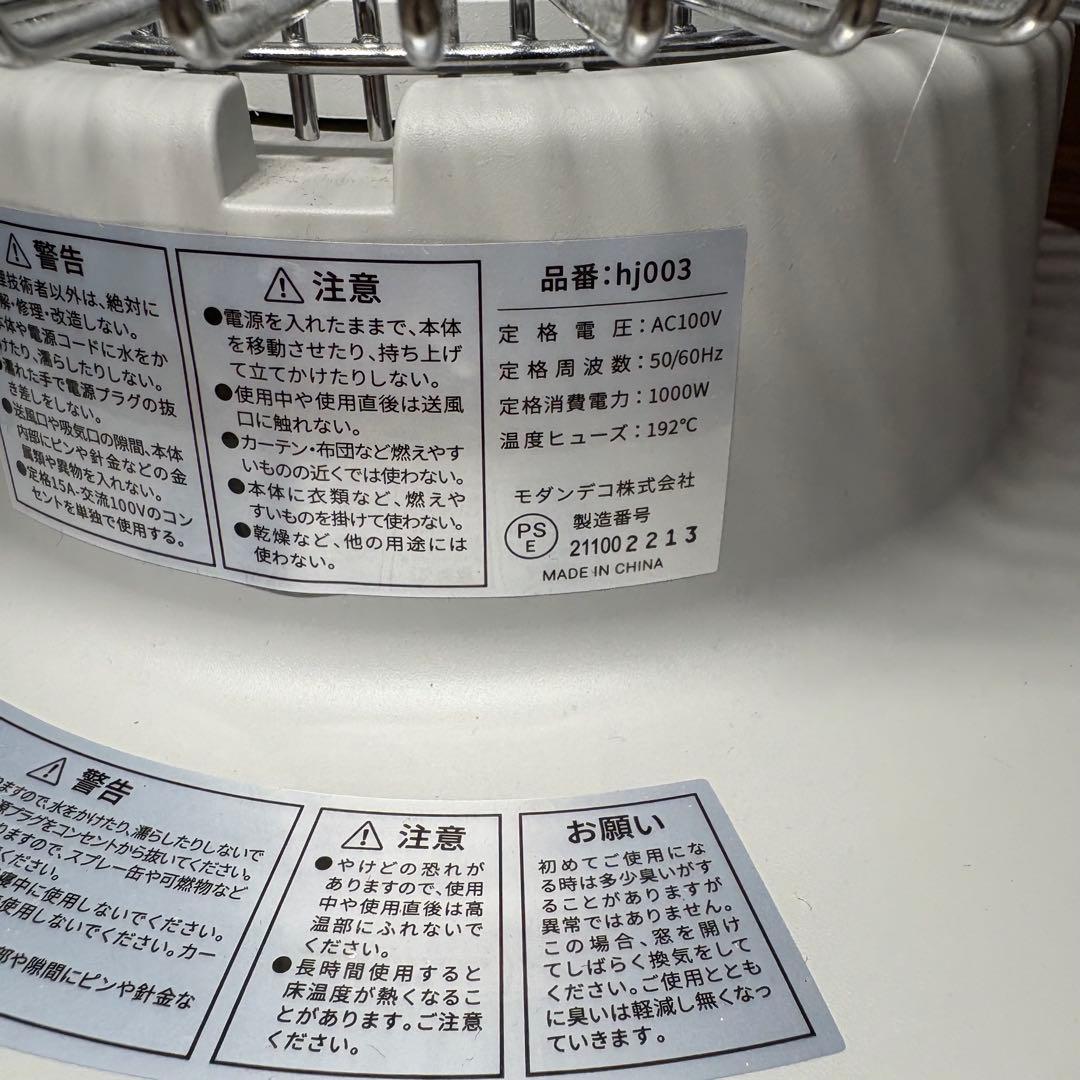 警告
技術者以外は、絶対に
解・修理・改造しない。
本体や電源コードに水をか
けたり、濡らしたりしない。
●濡れた手で電源プラグの抜
き差しをしない。
●送風口や吸気口の隙間、本体
内部にピンや針金などの金
属類や異物を入れない。
●定格15A-交流100Vのコン
セントを単独で使用する。
注意
●電源を入れたままで、本体
を移動させたり、持ち上げ
て立てかけたりしない。
●使用中や使用直後は送風
口に触れない。
●カーテン・布団など燃えやす
いものの近くでは使わない。
●本体に衣類など、燃えや
すいものを掛けて使わない。
●乾燥など、他の用途には
使わない。
品番:hj003
定格電圧:AC100V
定格周波数:50/60Hz
定格消費電力:1000W
温度ヒューズ:192℃
モダンデコ株式会社
PS
E
製造番号
211002213
MADE IN CHINA
警告
ますので、水をかけたり、濡らしたりしないで
プラグをコンセントから抜いてください。
りますので、スプレー缶や可燃物など
ください。
中に使用しないでください。
使用しないでください。カー
部や隙間にピンや針金な
注意
●やけどの恐れが
ありますので、使用
中や使用直後は高
温部にふれないで
ください。
●長時間使用すると
床温度が熱くなるこ
とがあります。ご注意
ください。
お願い
初めてご使用にな
る時は多少臭いがす
ることがありますが
異常ではありません。
この場合、窓を開け
てしばらく換気をして
ください。ご使用ととも
に臭いは軽減し無くなっ
ていきます。